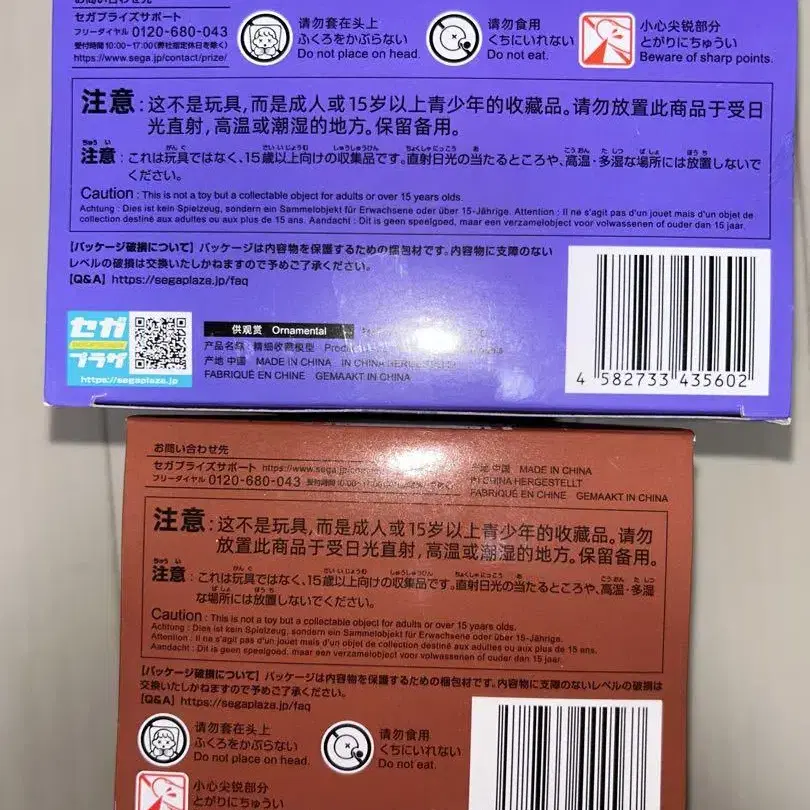 お問い合わせ先
セガプライズサポート
フリーダイヤル 0120-680-043
受付時間 10:00~17:00 (弊社指定休日を除く)
https://www.sega.jp/contact/prize/
请勿套在头上
ふくろをかぶらない
Do not place on head.
请勿食用
くちにいれない
Do not eat.
小心尖锐部分
とがりにちゅうい
Beware of sharp points.
注意:这不是玩具,而是成人或15岁以上青少年的收藏品。请勿放置此商品于受日
光直射,高温或潮湿的地方。保留备用。
注意:これは玩具ではなく、15歳以上向けの収集品です。直射日光の当たるところや、高温・多湿な場所には放置しないで
ください。
Caution : This is not a toy but a collectable object for adults or over 15 years olds.
Achtung : Dies ist kein Spielzeug, sondern ein Sammelobjekt für Erwachsene oder über 15-Jährige. Attention : Il ne s'agit pas d'un jouet mais d'un objet de
collection destiné aux adultes ou aux plus de 15 ans. Aandacht : Dit is geen speelgoed, maar een verzamelobject voor volwassenen of ouder dan 15 jaar.
【パッケージ破損について】パッケージは内容物を保護するための梱包材です。内容物に支障のない
レベルの破損は交換いたしかねますので予めご了承ください。
【Q&A】https://segaplaza.jp/faq
セガ
プラザ
https://segaplaza.jp
供观赏 Ornamental
产品名称 精细收藏模型
产地 中国 MADE IN CHINA IN CHINA HERGESTELLT
FABRIQUÉ EN CHINE GEMAAKT IN CHINA
4 582733 435602
お問い合わせ先
セガプライズサポート https://www.sega.jp/
フリーダイヤル 0120-680-043
产地 中国 MADE IN CHINA
IN CHINA HERGESTELLT
FABRIQUÉ EN CHINE GEMAAKT IN CHINA
注意:这不是玩具,而是成人或15岁以上青少年的收藏品。请勿
放置此商品于受日光直射,高温或潮湿的地方。保留备用。
注意:これは玩具ではなく、15歳以上向けの収集品です。直射日光の当たるところや、高温・多湿
な場所には放置しないでください。
Caution : This is not a toy but a collectable object for adults or over 15 years olds.
Achtung : Dies ist kein Spielzeug, sondern ein Sammelobjekt für Erwachsene oder über 15-Jährige.
Attention : Il ne s'agit pas d'un jouet mais d'un objet de collection destiné aux adultes ou aux plus de 15 ans.
Aandacht : Dit is geen speelgoed, maar een verzamelobject voor volwassenen of ouder dan 15 jaar.
【パッケージ破損について】パッケージは内容物を保護するための梱包材です。内容物に支障のないレベルの破損は
交換いたしかねますので予めご了承ください。
【Q&A】https://segaplaza.jp/faq
请勿套在头上
ふくろをかぶらない
Do not place on head.
请勿食用
くちにいれない
Do not eat.
小心尖锐部分
とがりにちゅうい